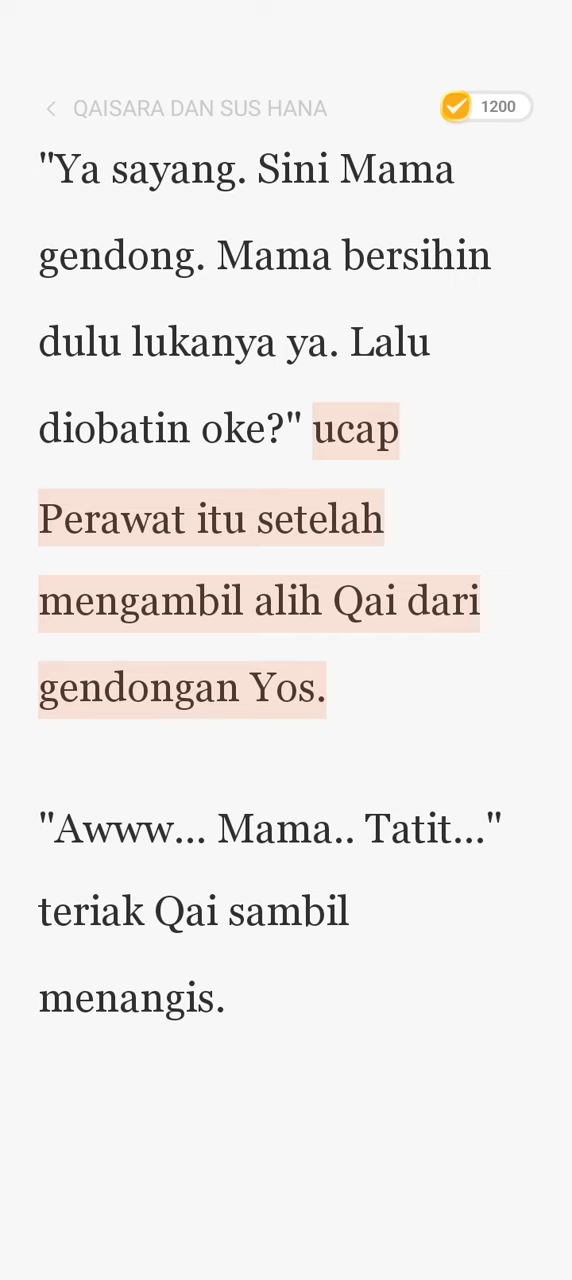 QAISARA DAN SUS HANA
1200
"Ya sayang. Sini Mama
gendong. Mama bersihin
dulu lukanya ya. Lalu
diobatin oke?" ucap
Perawat itu setelah
mengambil alih Qai dari
gendongan Yos.
"Awww... Mama.. Tatit..."
teriak Qai sambil
menangis.